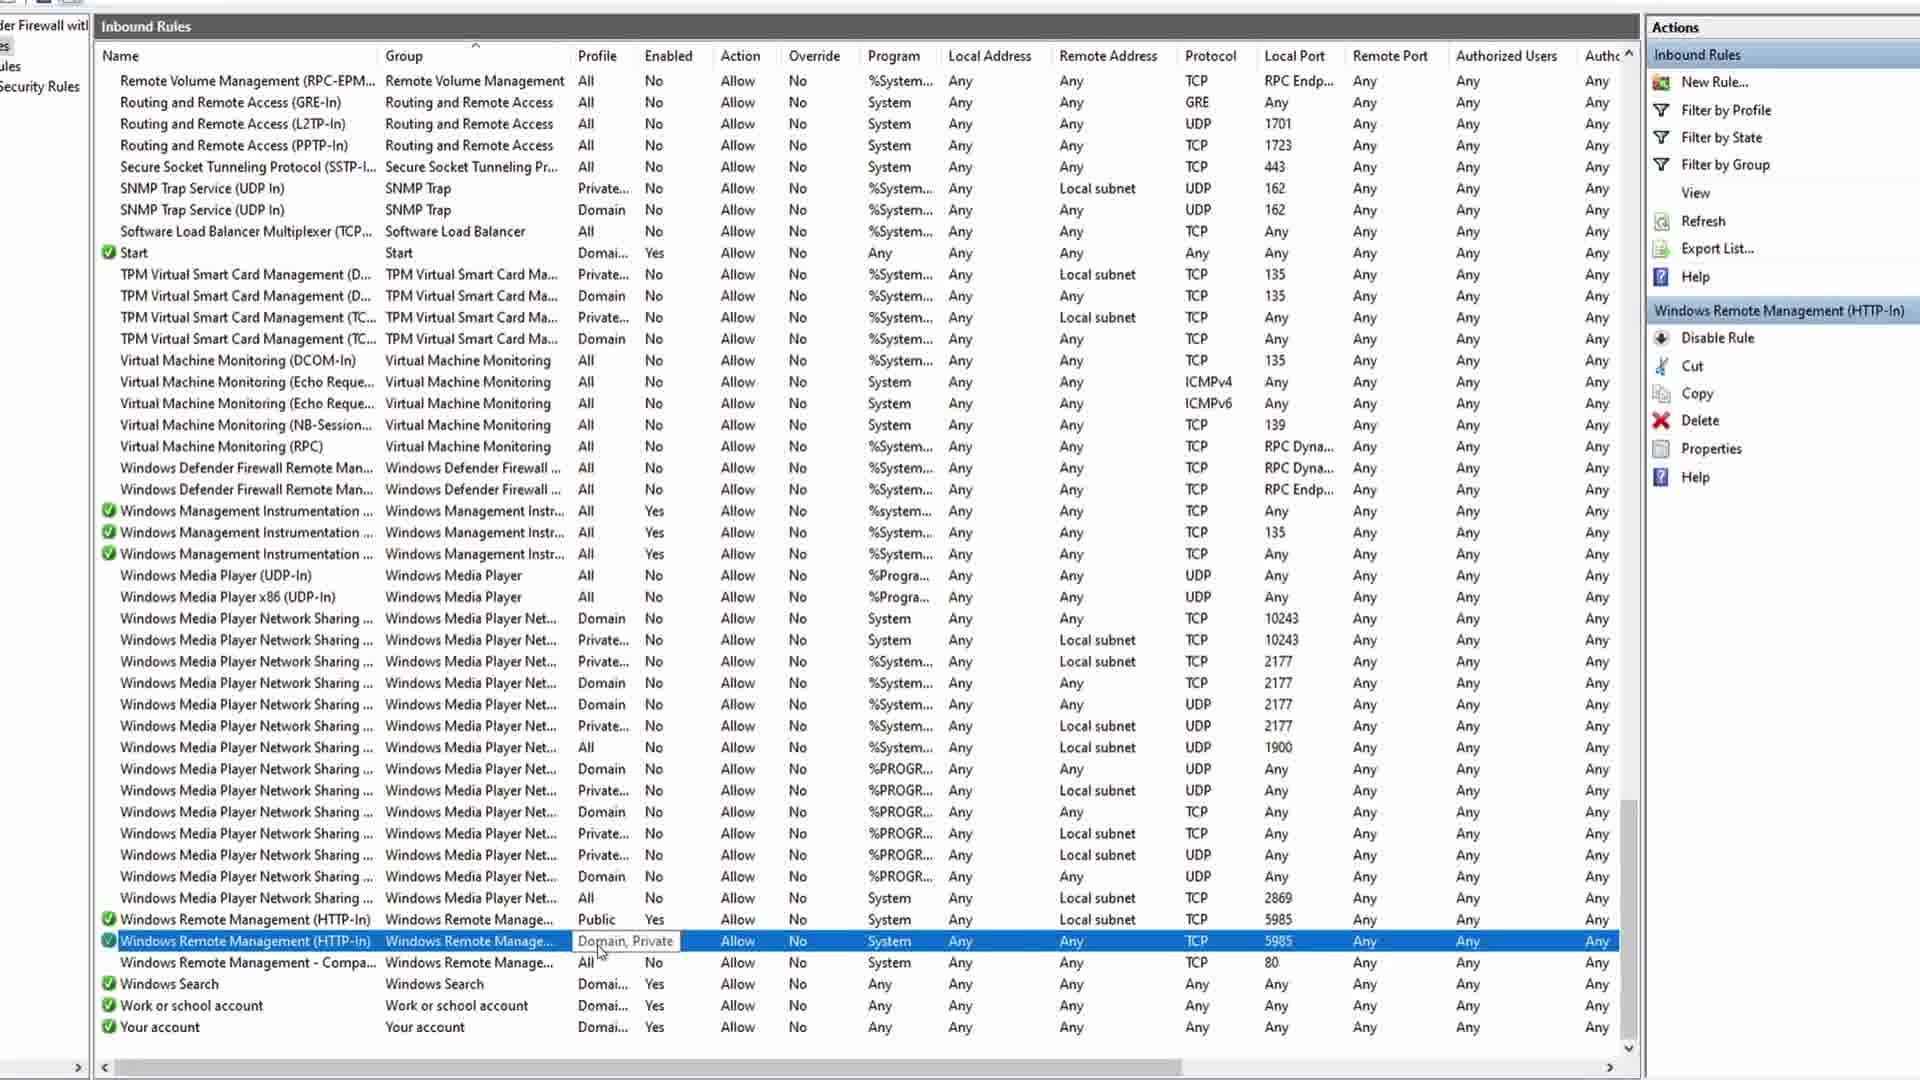 der Firewall with
es
ules
Security Rules
Inbound Rules
Name Group Profile Enabled Action Override Program Local Address Remote Address Protocol Local Port Remote Port Authorized Users Autho
Remote Volume Management (RPC-EPM... Remote Volume Management All No Allow No %System... Any Any TCP RPC Endp... Any Any Any
Routing and Remote Access (GRE-In) Routing and Remote Access All No Allow No System Any Any GRE Any Any Any Any
Routing and Remote Access (L2TP-In) Routing and Remote Access All No Allow No System Any Any UDP 1701 Any Any Any
Routing and Remote Access (PPTP-In) Routing and Remote Access All No Allow No System Any Any TCP 1723 Any Any Any
Secure Socket Tunneling Protocol (SSTP-I... Secure Socket Tunneling Pr... All No Allow No System Any Any TCP 443 Any Any Any
SNMP Trap Service (UDP In) SNMP Trap Private... No Allow No %System... Any Local subnet UDP 162 Any Any Any
SNMP Trap Service (UDP In) SNMP Trap Domain No Allow No %System... Any Any UDP 162 Any Any Any
Software Load Balancer Multiplexer (TCP... Software Load Balancer All No Allow No %System... Any Any TCP Any Any Any Any
Start Start Domai... Yes Allow No Any Any Any Any Any Any Any Any
TPM Virtual Smart Card Management (D... TPM Virtual Smart Card Ma... Private... No Allow No %System... Any Local subnet TCP 135 Any Any Any
TPM Virtual Smart Card Management (D... TPM Virtual Smart Card Ma... Domain No Allow No %System... Any Any TCP 135 Any Any Any
TPM Virtual Smart Card Management (TC... TPM Virtual Smart Card Ma... Private... No Allow No %System... Any Local subnet TCP Any Any Any Any
TPM Virtual Smart Card Management (TC... TPM Virtual Smart Card Ma... Domain No Allow No %System... Any Any TCP Any Any Any Any
Virtual Machine Monitoring (DCOM-In) Virtual Machine Monitoring All No Allow No %System... Any Any TCP 135 Any Any Any
Virtual Machine Monitoring (Echo Reque... Virtual Machine Monitoring All No Allow No System Any Any ICMPv4 Any Any Any Any
Virtual Machine Monitoring (Echo Reque... Virtual Machine Monitoring All No Allow No System Any Any ICMPv6 Any Any Any Any
Virtual Machine Monitoring (NB-Session... Virtual Machine Monitoring All No Allow No System Any Any TCP 139 Any Any Any
Virtual Machine Monitoring (RPC) Virtual Machine Monitoring All No Allow No %System... Any Any TCP RPC Dyna... Any Any Any
Windows Defender Firewall Remote Man... Windows Defender Firewall ... All No Allow No %System... Any Any TCP RPC Dyna... Any Any Any
Windows Defender Firewall Remote Man... Windows Defender Firewall ... All No Allow No %System... Any Any TCP RPC Endp... Any Any Any
Windows Management Instrumentation ... Windows Management Instr... All Yes Allow No %system... Any Any TCP Any Any Any Any
Windows Management Instrumentation ... Windows Management Instr... All Yes Allow No %System... Any Any TCP 135 Any Any Any
Windows Management Instrumentation ... Windows Management Instr... All Yes Allow No %System... Any Any TCP Any Any Any Any
Windows Media Player (UDP-In) Windows Media Player All No Allow No %Progra... Any Any UDP Any Any Any Any
Windows Media Player x86 (UDP-In) Windows Media Player All No Allow No %Progra... Any Any UDP Any Any Any Any
Windows Media Player Network Sharing ... Windows Media Player Net... Domain No Allow No System Any Any TCP 10243 Any Any Any
Windows Media Player Network Sharing ... Windows Media Player Net... Private... No Allow No System Any Local subnet TCP 10243 Any Any Any
Windows Media Player Network Sharing ... Windows Media Player Net... Private... No Allow No %System... Any Local subnet TCP 2177 Any Any Any
Windows Media Player Network Sharing ... Windows Media Player Net... Domain No Allow No %System... Any Any TCP 2177 Any Any Any
Windows Media Player Network Sharing ... Windows Media Player Net... Domain No Allow No %System... Any Any UDP 2177 Any Any Any
Windows Media Player Network Sharing ... Windows Media Player Net... Private... No Allow No %System... Any Local subnet UDP 2177 Any Any Any
Windows Media Player Network Sharing ... Windows Media Player Net... All No Allow No %System... Any Local subnet UDP 1900 Any Any Any
Windows Media Player Network Sharing ... Windows Media Player Net... Domain No Allow No %PROGR... Any Any UDP Any Any Any Any
Windows Media Player Network Sharing ... Windows Media Player Net... Private... No Allow No %PROGR... Any Local subnet UDP Any Any Any Any
Windows Media Player Network Sharing ... Windows Media Player Net... Domain No Allow No %PROGR... Any Any TCP Any Any Any Any
Windows Media Player Network Sharing ... Windows Media Player Net... Private... No Allow No %PROGR... Any Local subnet TCP Any Any Any Any
Windows Media Player Network Sharing ... Windows Media Player Net... Private... No Allow No %PROGR... Any Local subnet UDP Any Any Any Any
Windows Media Player Network Sharing ... Windows Media Player Net... Domain No Allow No %PROGR... Any Any UDP Any Any Any Any
Windows Media Player Network Sharing ... Windows Media Player Net... All No Allow No System Any Local subnet TCP 2869 Any Any Any
Windows Remote Management (HTTP-In) Windows Remote Manage... Public Yes Allow No System Any Local subnet TCP 5985 Any Any Any
Windows Remote Management (HTTP-In) Windows Remote Manage... Domain, Private Allow No System Any Any TCP 5985 Any Any Any
Windows Remote Management - Compa... Windows Remote Manage... All No Allow No System Any Any TCP 80 Any Any Any
Windows Search Windows Search Domai... Yes Allow No Any Any Any Any Any Any Any Any
Work or school account Work or school account Domai... Yes Allow No Any Any Any Any Any Any Any Any
Your account Your account Domai... Yes Allow No Any Any Any Any Any Any Any Any
Actions
Inbound Rules
New Rule...
Filter by Profile
Filter by State
Filter by Group
View
Refresh
Export List...
Help
Windows Remote Management (HTTP-In)
Disable Rule
Cut
Copy
Delete
Properties
Help